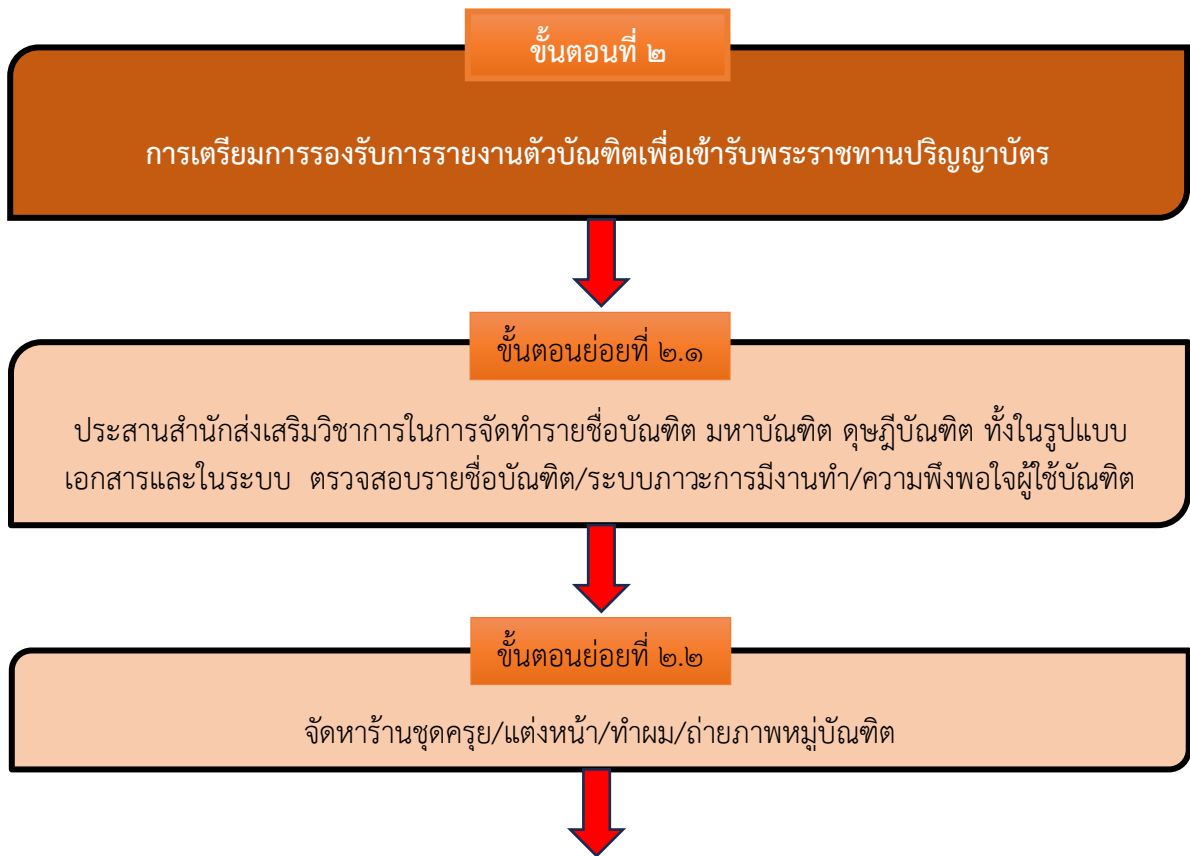 ขั้นตอนที่ ๒
การเตรียมการรองรับการรายงานตัวบัณฑิตเพื่อเข้ารับพระราชทานปริญญาบัตร
ขั้นตอนย่อยที่ ๒.๑
ประสานสำนักส่งเสริมวิชาการในการจัดทำรายชื่อบัณฑิต มหาบัณฑิต ดุษฎีบัณฑิต ทั้งในรูปแบบ
เอกสารและในระบบ ตรวจสอบรายชื่อบัณฑิต/ระบบภาวะการมีงานทำ/ความพึงพอใจผู้ใช้บัณฑิต
ขั้นตอนย่อยที่ ๒.๒
จัดหาร้านชุดครุย/แต่งหน้า/ทำผม/ถ่ายภาพหมู่บัณฑิต